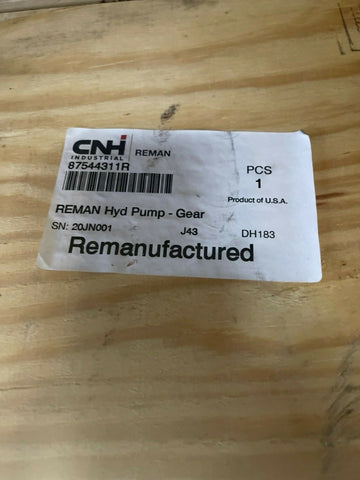 CNH
INDUSTRIAL
REMAN
87544311R
PCS
1
Product of U.S.A.
REMAN Hyd Pump - Gear
SN: 20JN001 J43 DH183
Remanufactured